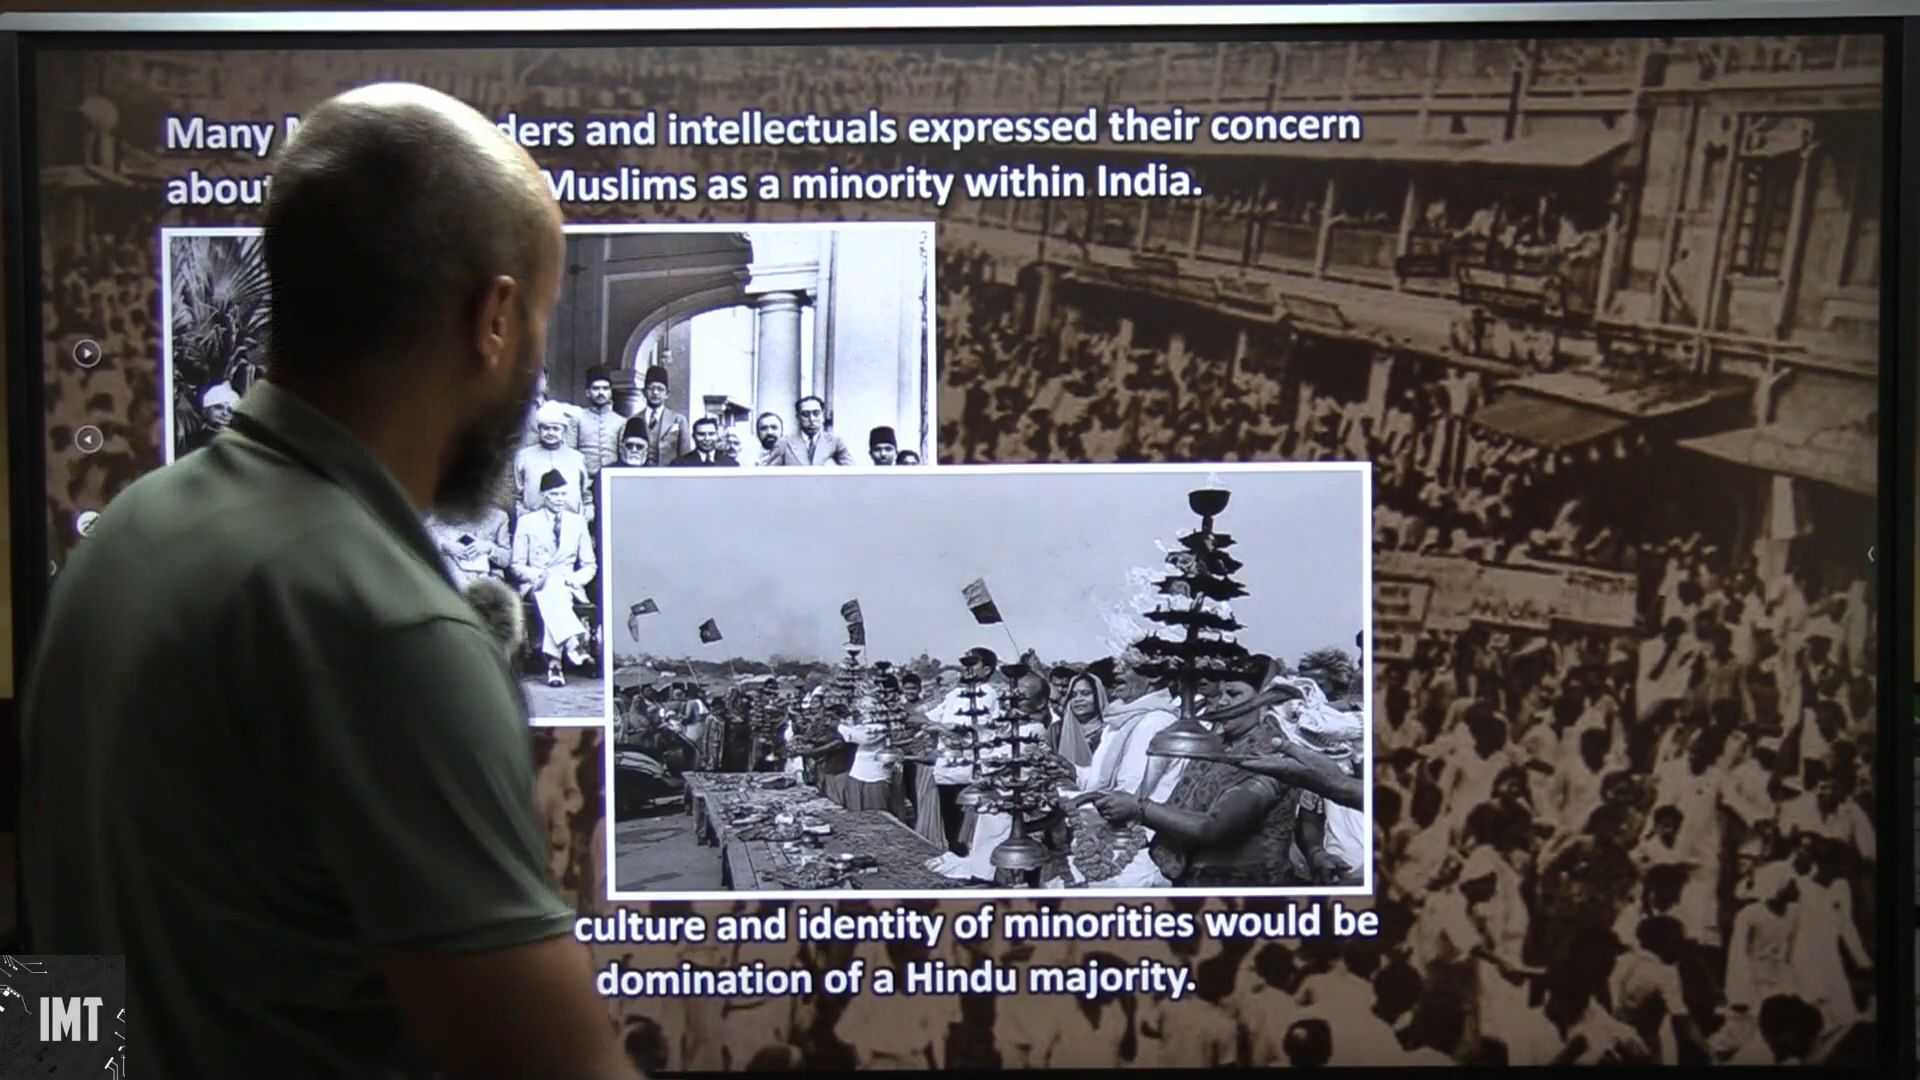 Many ders and intellectuals expressed their concern
about Muslims as a minority within India.
culture and identity of minorities would be
domination of a Hindu majority.
IMT